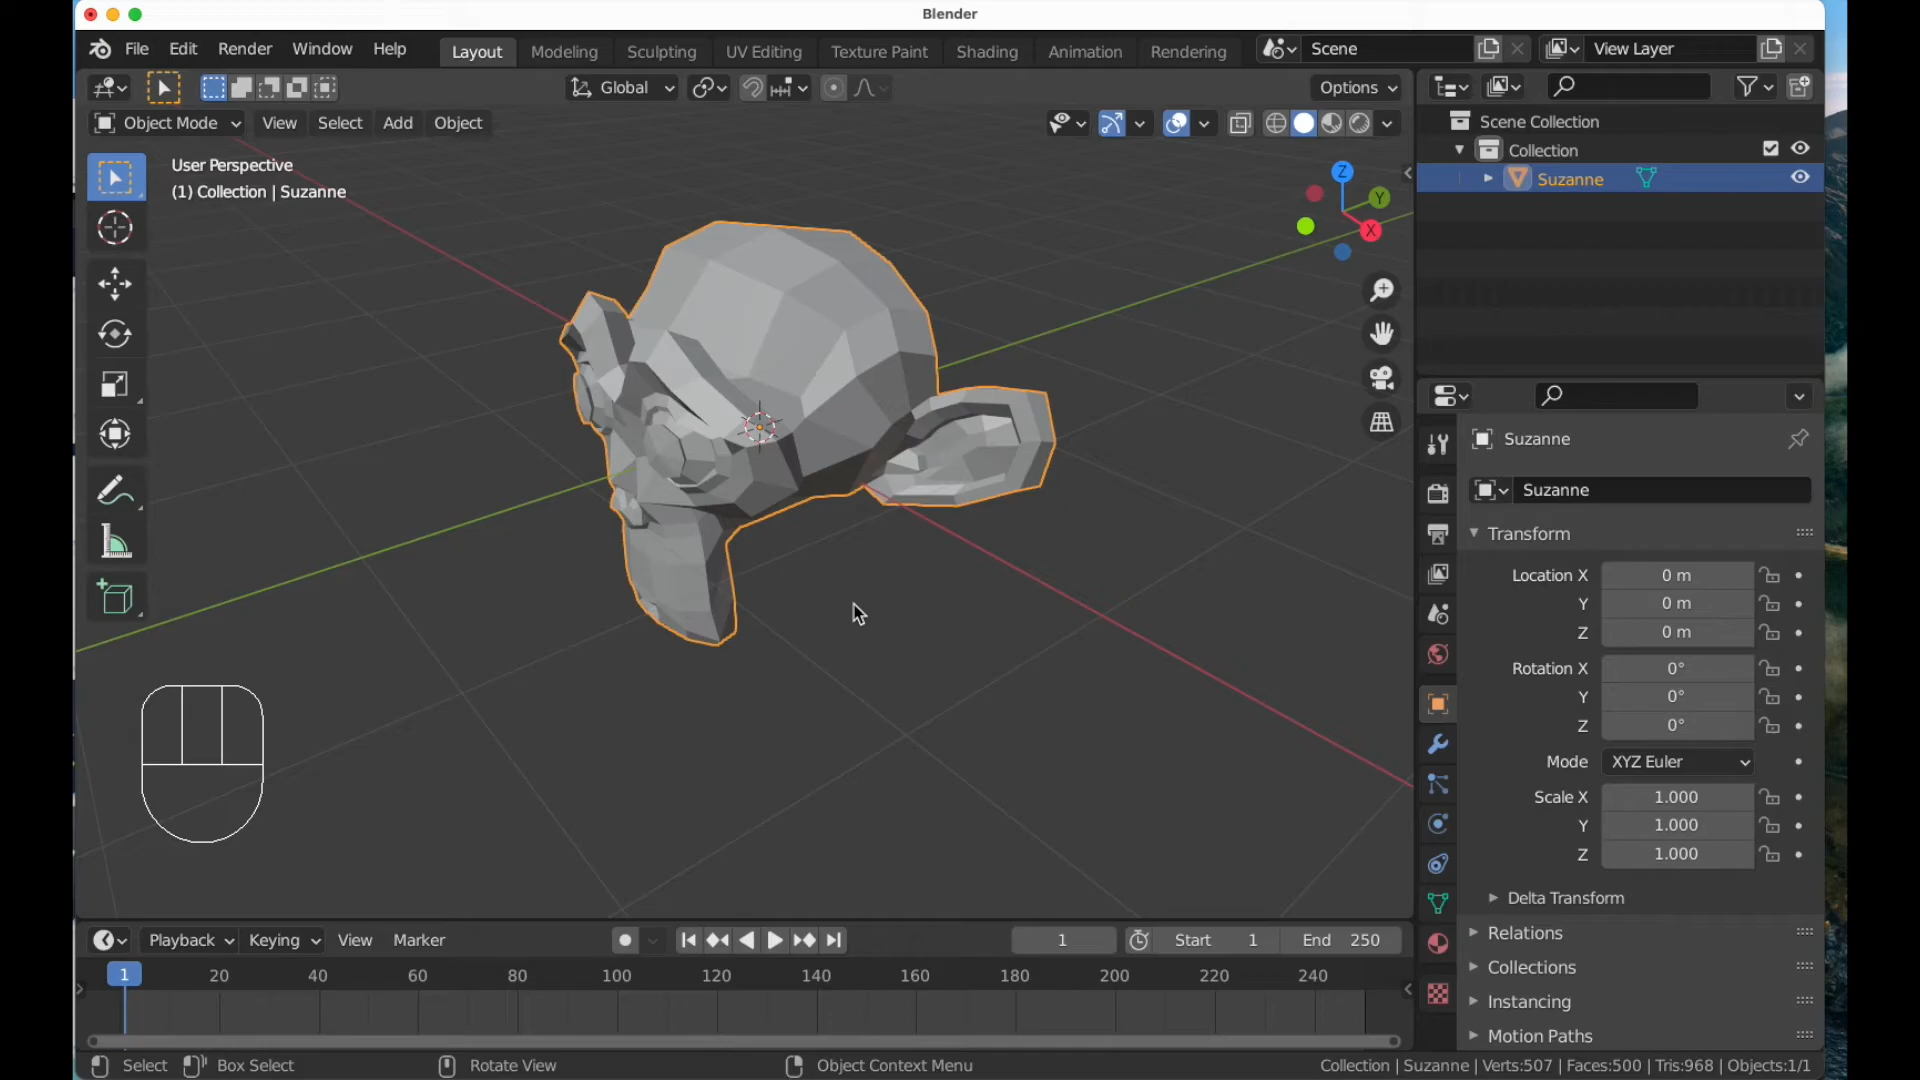 Blender
File Edit Render Window Help
Layout Modeling Sculpting UV Editing Texture Paint Shading Animation Rendering
Scene
View Layer
Global
Options
Object Mode View Select Add Object
User Perspective
(1) Collection | Suzanne
Z
Y
X
Scene Collection
Collection
Suzanne
Suzanne
Suzanne
Transform
Location X 0 m
Y 0 m
Z 0 m
Rotation X 0°
Y 0°
Z 0°
Mode XYZ Euler
Scale X 1.000
Y 1.000
Z 1.000
Delta Transform
Relations
Collections
Instancing
Motion Paths
Playback Keying View Marker
1 Start 1 End 250
1 20 40 60 80 100 120 140 160 180 200 220 240
Select Box Select Rotate View Object Context Menu
Collection | Suzanne | Verts:507 | Faces:500 | Tris:968 | Objects:1/1